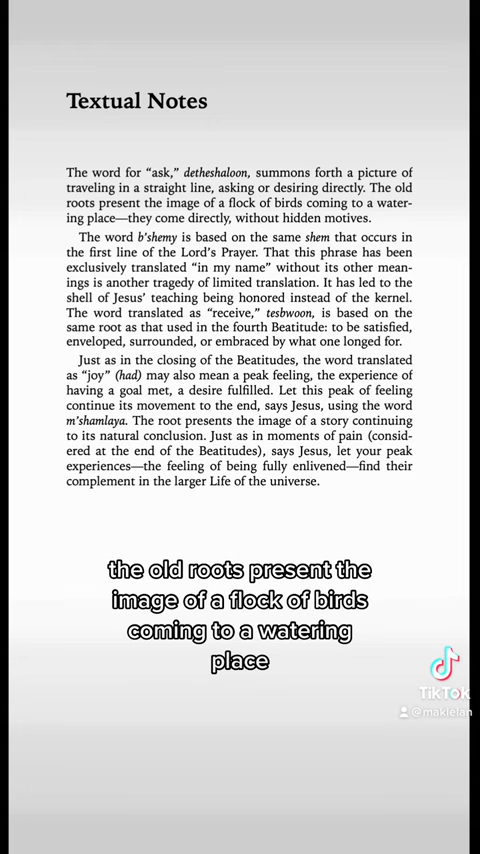 Textual Notes
The word for “ask,” detheshaloon, summons forth a picture of
traveling in a straight line, asking or desiring directly. The old
roots present the image of a flock of birds coming to a water-
ing place—they come directly, without hidden motives.
The word b’shemy is based on the same shem that occurs in
the first line of the Lord’s Prayer. That this phrase has been
exclusively translated “in my name” without its other mean-
ings is another tragedy of limited translation. It has led to the
shell of Jesus’ teaching being honored instead of the kernel.
The word translated as “receive,” tesbwoon, is based on the
same root as that used in the fourth Beatitude: to be satisfied,
enveloped, surrounded, or embraced by what one longed for.
Just as in the closing of the Beatitudes, the word translated
as “joy” (had) may also mean a peak feeling, the experience of
having a goal met, a desire fulfilled. Let this peak of feeling
continue its movement to the end, says Jesus, using the word
m’shamlaya. The root presents the image of a story continuing
to its natural conclusion. Just as in moments of pain (consid-
ered at the end of the Beatitudes), says Jesus, let your peak
experiences—the feeling of being fully enlivened—find their
complement in the larger Life of the universe.
the old roots present the
image of a flock of birds
coming to a watering
place
TikTok
@maklelan